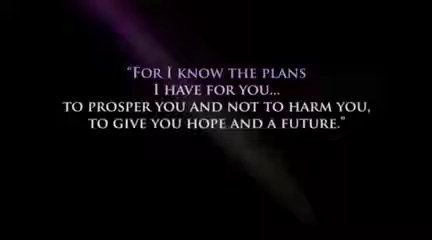 “For I know the plans
I have for you...
to prosper you and not to harm you,
to give you hope and a future.”